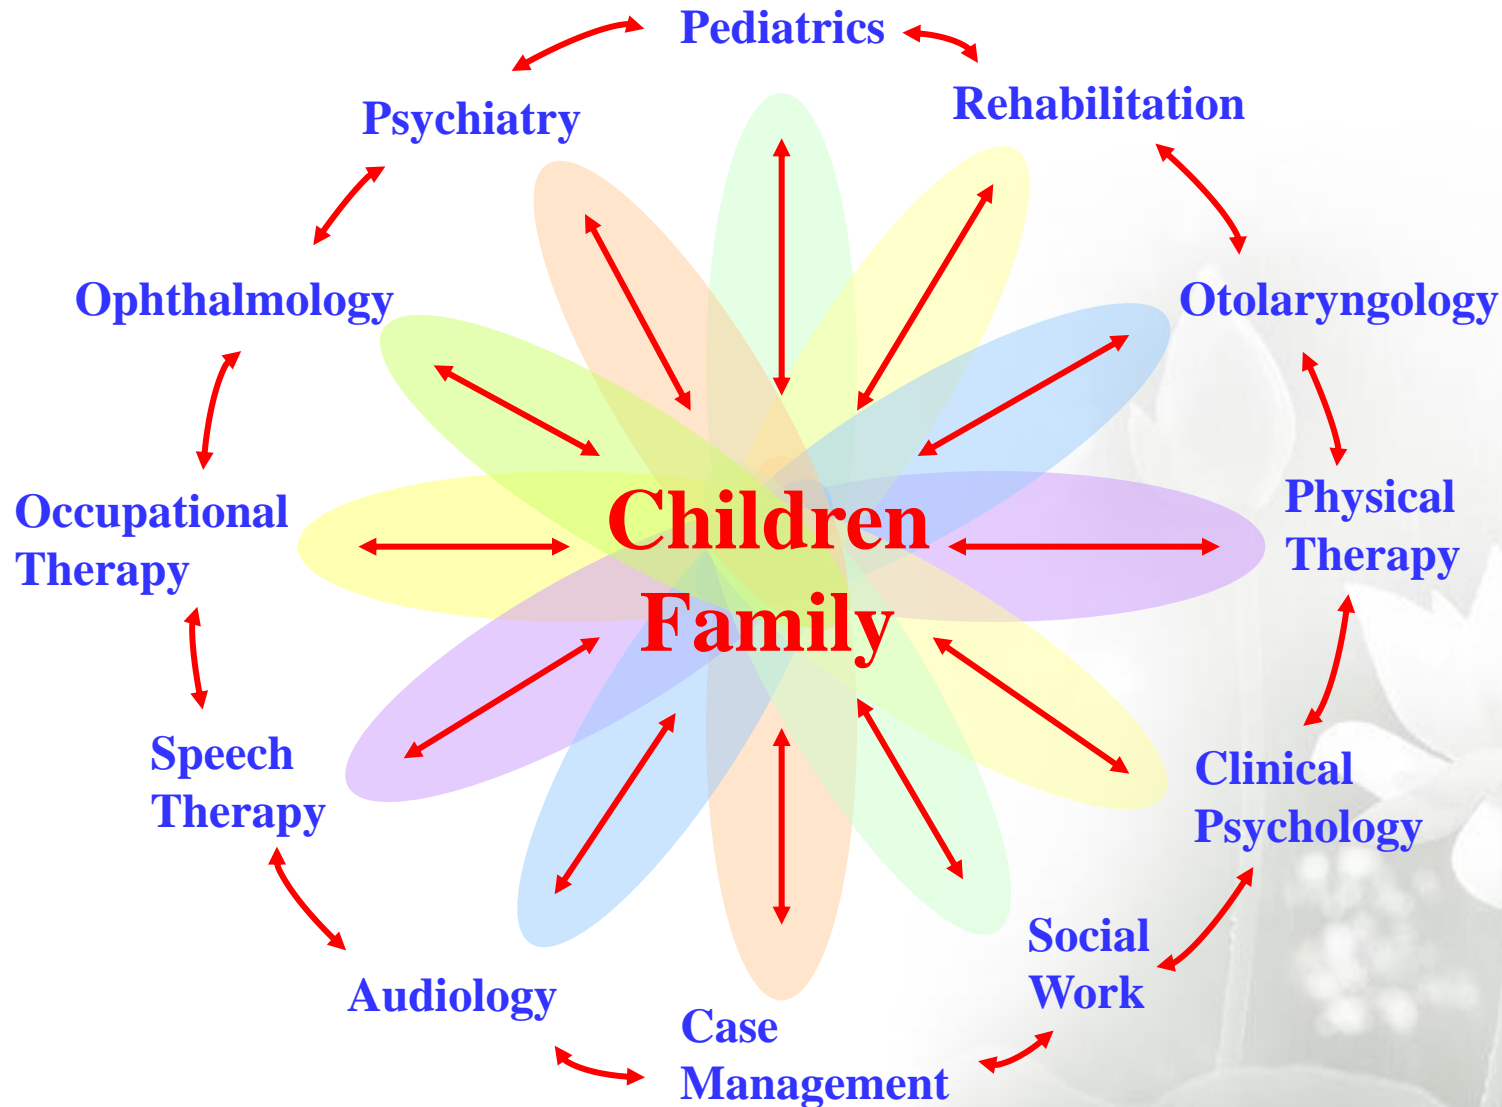 Pediatrics
Rehabilitation
Psychiatry
Ophthalmology
Otolaryngology
Occupational
Therapy
Children
Family
Physical
Therapy
Speech
Therapy
Clinical
Psychology
Social
Work
Audiology
Case
Management